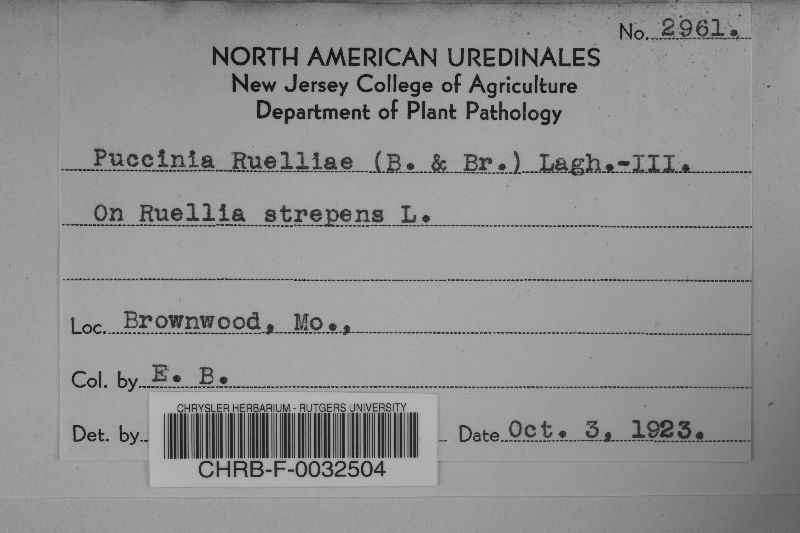 No. 2961.
NORTH AMERICAN UREDINALES
New Jersey College of Agriculture
Department of Plant Pathology
Puccinia Ruelliae (B. & Br.) Lagh.-III.
On Ruellia strepens L.
Loc. Brownwood, Mo.,
Col. by E. B.
Det. by Date Oct. 3, 1923.
CHRYSLER HERBARIUM - RUTGERS UNIVERSITY
CHRB-F-0032504